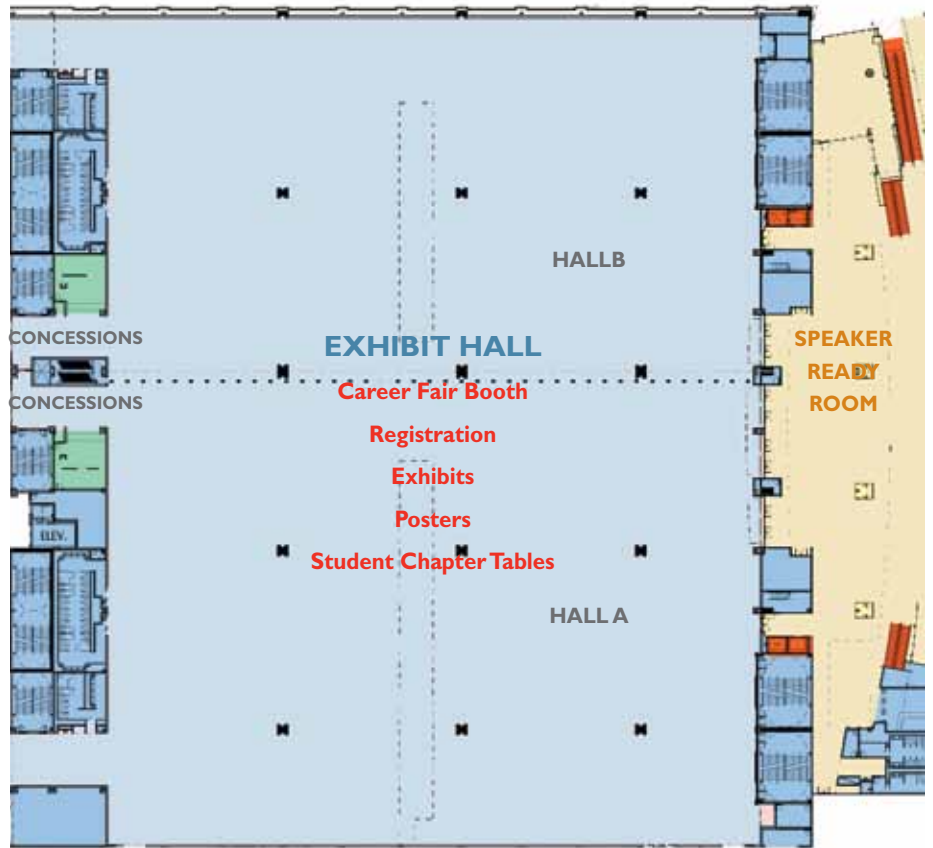 HALLB
CONCESSIONS
EXHIBIT HALL
SPEAKER
READY
ROOM
CONCESSIONS
Career Fair Booth
Registration
Exhibits
Posters
Student Chapter Tables
ELEV.
HALL A